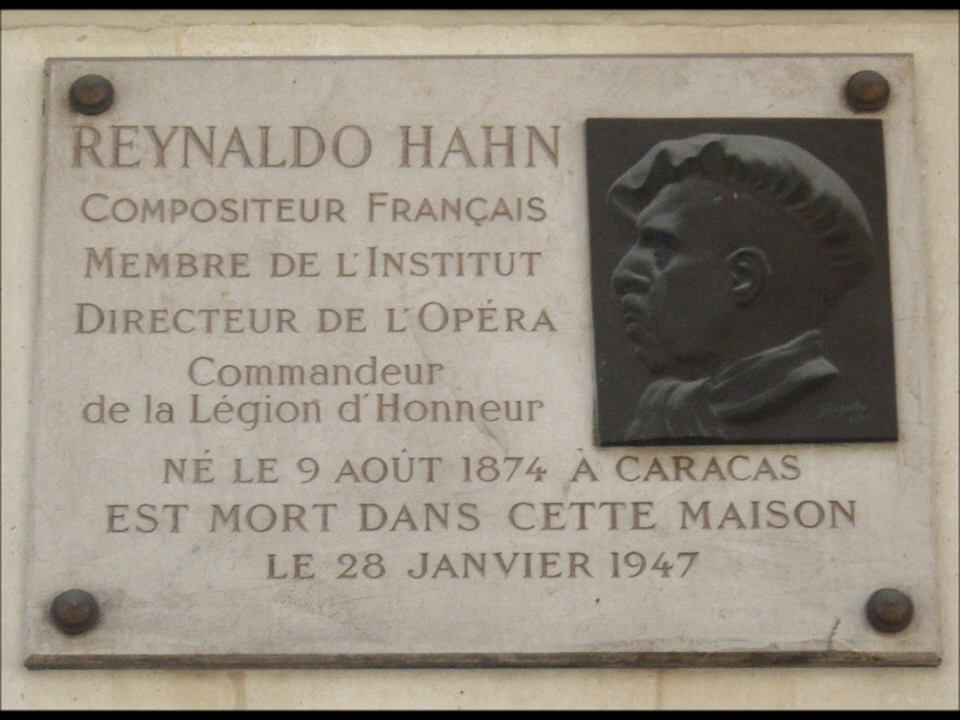 REYNALDO HAHN
COMPOSITEUR FRANÇAIS
MEMBRE DE L'INSTITUT
DIRECTEUR DE L'OPÉRA
Commandeur
de la Légion d'Honneur
NÉ LE 9 AOÛT 1874 À CARACAS
EST MORT DANS CETTE MAISON
LE 28 JANVIER 1947